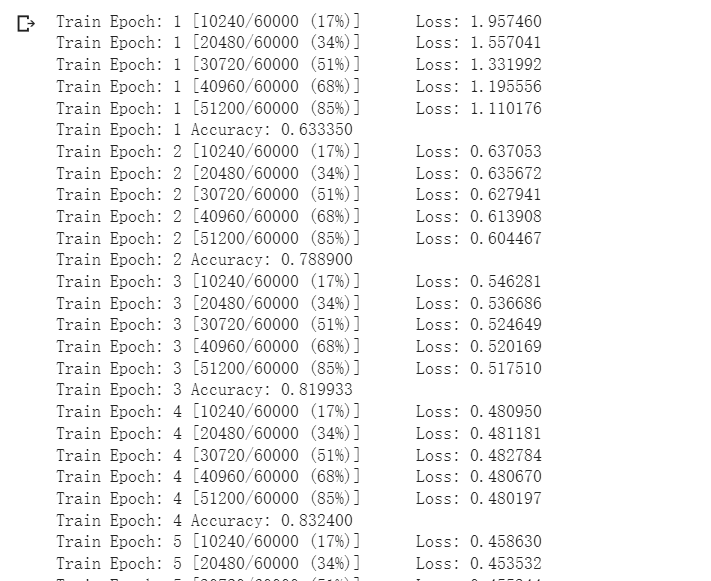 Train Epoch: 1 [10240/60000 (17%)] Loss: 1.957460
Train Epoch: 1 [20480/60000 (34%)] Loss: 1.557041
Train Epoch: 1 [30720/60000 (51%)] Loss: 1.331992
Train Epoch: 1 [40960/60000 (68%)] Loss: 1.195556
Train Epoch: 1 [51200/60000 (85%)] Loss: 1.110176
Train Epoch: 1 Accuracy: 0.633350
Train Epoch: 2 [10240/60000 (17%)] Loss: 0.637053
Train Epoch: 2 [20480/60000 (34%)] Loss: 0.635672
Train Epoch: 2 [30720/60000 (51%)] Loss: 0.627941
Train Epoch: 2 [40960/60000 (68%)] Loss: 0.613908
Train Epoch: 2 [51200/60000 (85%)] Loss: 0.604467
Train Epoch: 2 Accuracy: 0.788900
Train Epoch: 3 [10240/60000 (17%)] Loss: 0.546281
Train Epoch: 3 [20480/60000 (34%)] Loss: 0.536686
Train Epoch: 3 [30720/60000 (51%)] Loss: 0.524649
Train Epoch: 3 [40960/60000 (68%)] Loss: 0.520169
Train Epoch: 3 [51200/60000 (85%)] Loss: 0.517510
Train Epoch: 3 Accuracy: 0.819933
Train Epoch: 4 [10240/60000 (17%)] Loss: 0.480950
Train Epoch: 4 [20480/60000 (34%)] Loss: 0.481181
Train Epoch: 4 [30720/60000 (51%)] Loss: 0.482784
Train Epoch: 4 [40960/60000 (68%)] Loss: 0.480670
Train Epoch: 4 [51200/60000 (85%)] Loss: 0.480197
Train Epoch: 4 Accuracy: 0.832400
Train Epoch: 5 [10240/60000 (17%)] Loss: 0.458630
Train Epoch: 5 [20480/60000 (34%)] Loss: 0.453532